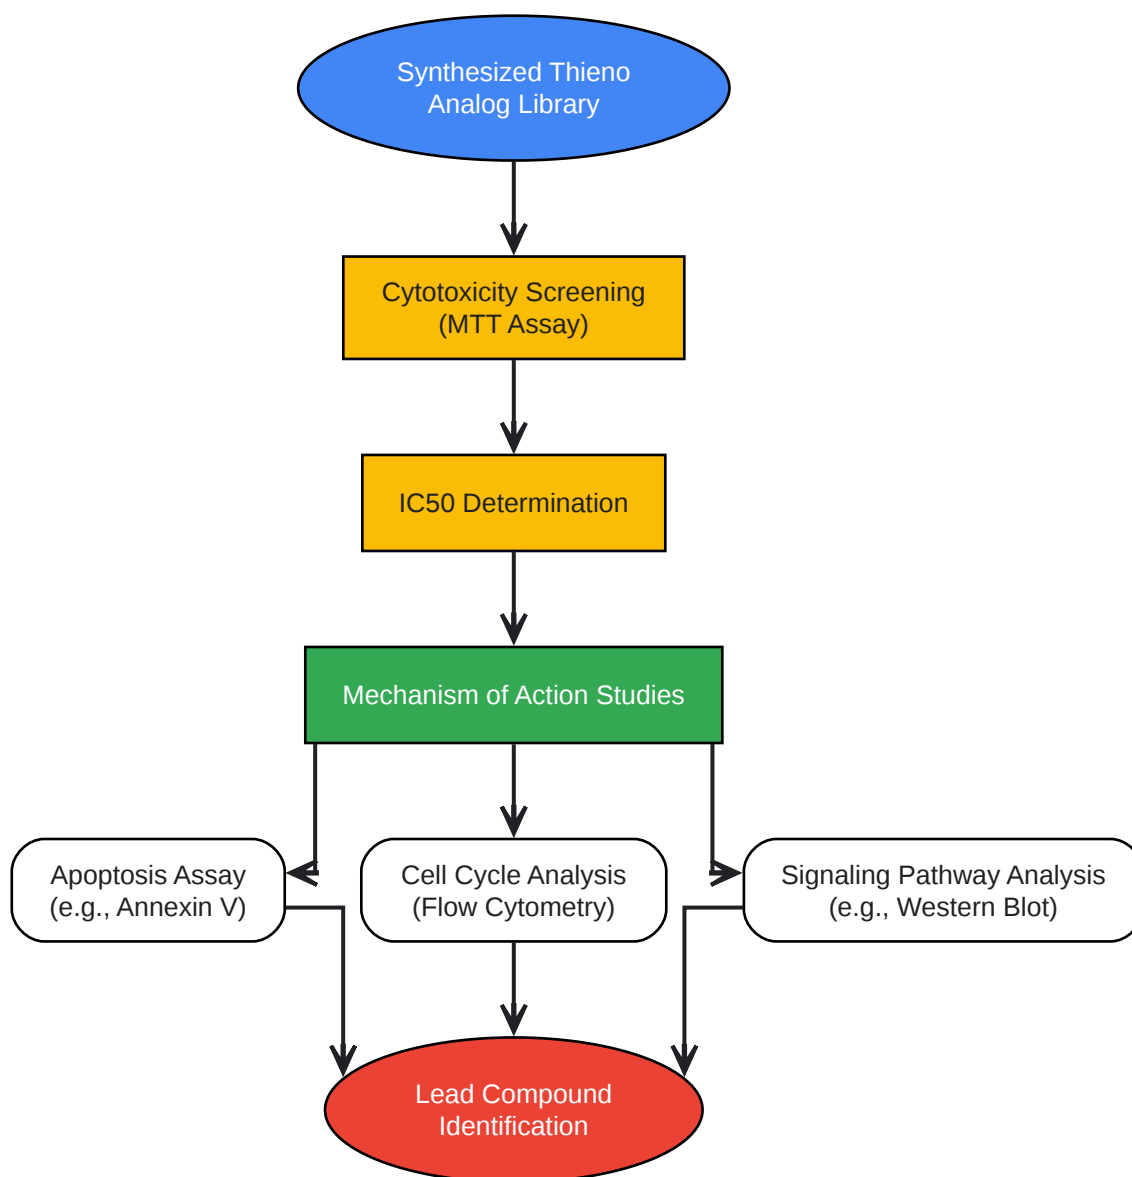 Synthesized Thieno
Analog Library
Cytotoxicity Screening
(MTT Assay)
IC50 Determination
Mechanism of Action Studies
Apoptosis Assay
(e.g., Annexin V)
Cell Cycle Analysis
(Flow Cytometry)
Signaling Pathway Analysis
(e.g., Western Blot)
Lead Compound
Identification